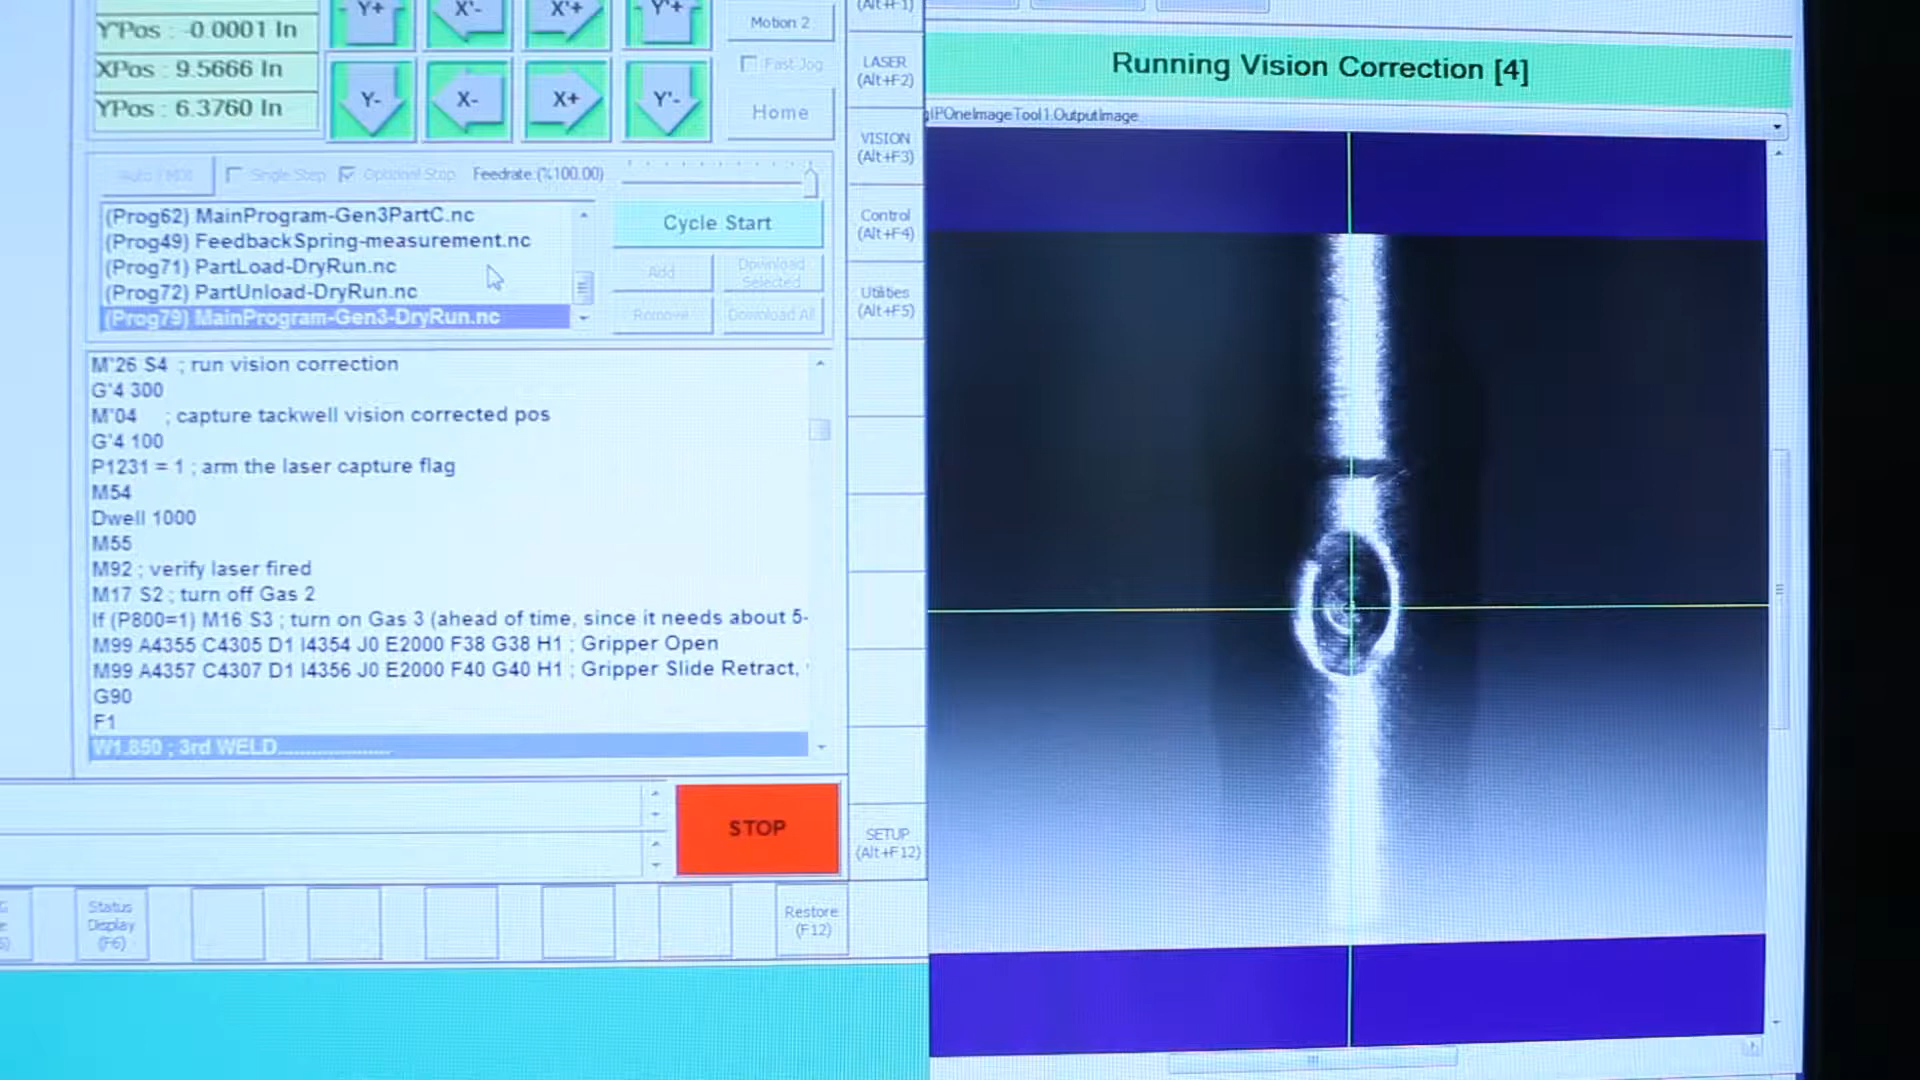 Y'Pos : -0.0001 In
XPos : 9.5666 In
YPos : 6.3760 In
Y+
X'-
X'+
Y'+
Y-
X-
X+
Y'-
Motion 2
Fast Jog
Home
Single Step
Optional Stop
Feedrate:(%100.00)
(Prog62) MainProgram-Gen3PartC.nc
(Prog49) FeedbackSpring-measurement.nc
(Prog71) PartLoad-DryRun.nc
(Prog72) PartUnload-DryRun.nc
(Prog79) MainProgram-Gen3-DryRun.nc
Cycle Start
Add
Download
Selected
Remove
Download All
M'26 S4 ; run vision correction
G'4 300
M'04 ; capture tackwell vision corrected pos
G'4 100
P1231 = 1 ; arm the laser capture flag
M54
Dwell 1000
M55
M92 ; verify laser fired
M17 S2 ; turn off Gas 2
If (P800=1) M16 S3 ; turn on Gas 3 (ahead of time, since it needs about 5-
M99 A4355 C4305 D1 I4354 J0 E2000 F38 G38 H1 ; Gripper Open
M99 A4357 C4307 D1 I4356 J0 E2000 F40 G40 H1 ; Gripper Slide Retract,
G90
F1
W1.850 ; 3rd WELD......................
STOP
Status
Display
(F6)
Restore
(F12)
(Alt+F1)
LASER
(Alt+F2)
VISION
(Alt+F3)
Control
(Alt+F4)
Utilities
(Alt+F5)
SETUP
(Alt+F12)
Running Vision Correction [4]
IPOneImageTool1.OutputImage